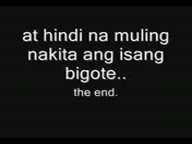 at hindi na muling
nakita ang isang
bigote..
the end.